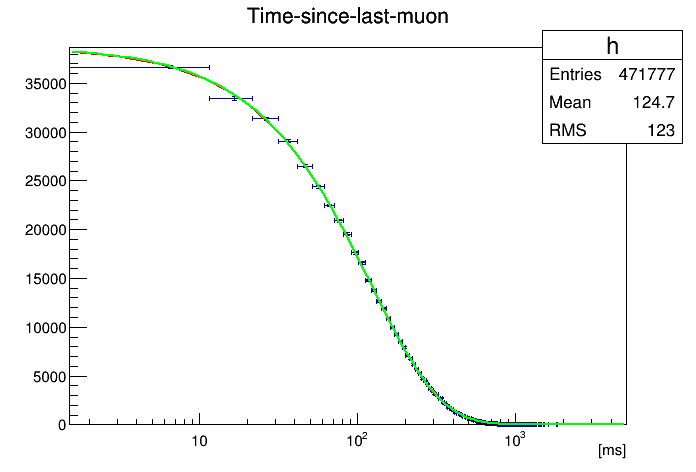 Time-since-last-muon
h
Entries 471777
Mean 124.7
RMS 123
35000
30000
25000
20000
15000
10000
5000
0
10 10² 10³
[ms]